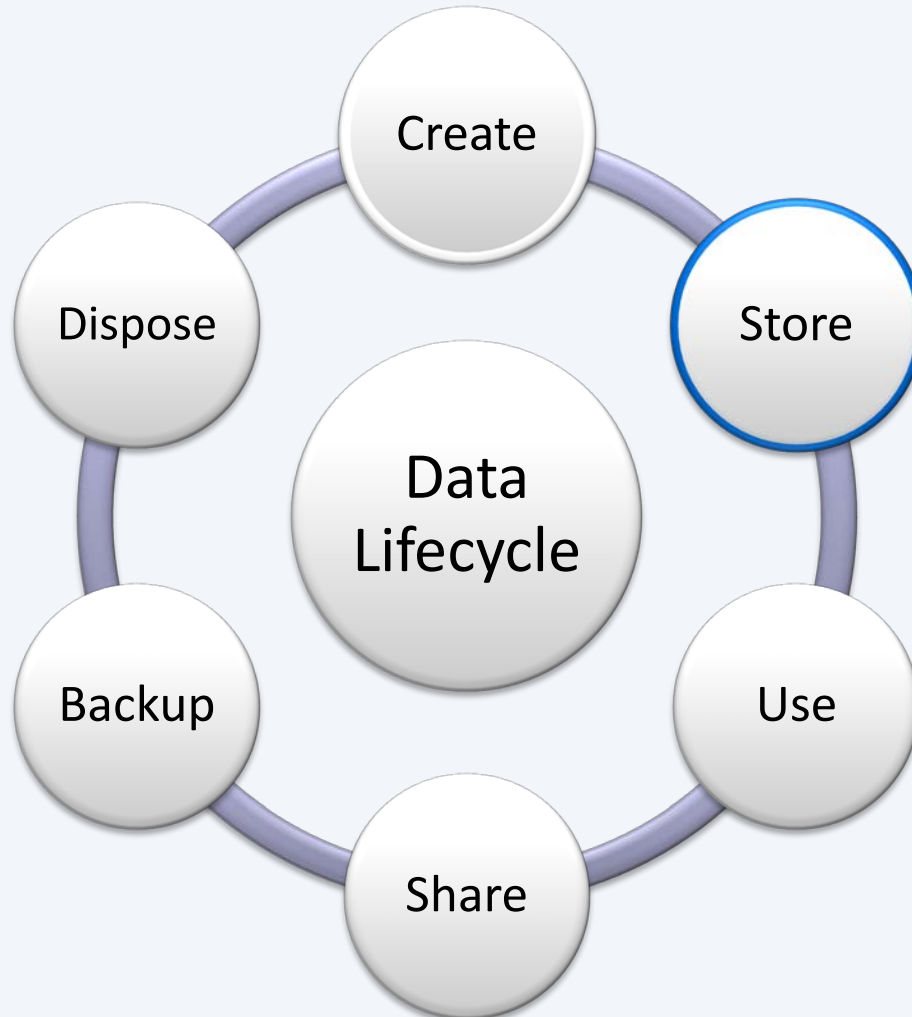 Create
Store
Use
Share
Backup
Dispose
Data
Lifecycle